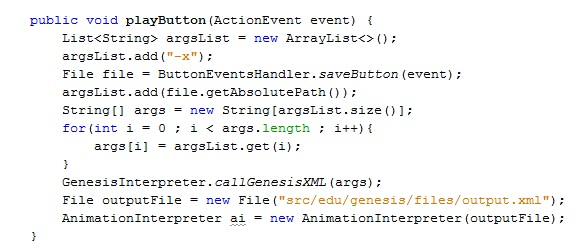 public void playButton(ActionEvent event) {
    List<String> argsList = new ArrayList<>();
    argsList.add("-x");
    File file = ButtonEventsHandler.saveButton(event);
    argsList.add(file.getAbsolutePath());
    String[] args = new String[argsList.size()];
    for(int i = 0 ; i < args.length ; i++){
        args[i] = argsList.get(i);
    }
    GenesisInterpreter.callGenesisXML(args);
    File outputFile = new File("src/edu/genesis/files/output.xml");
    AnimationInterpreter ai = new AnimationInterpreter(outputFile);
}